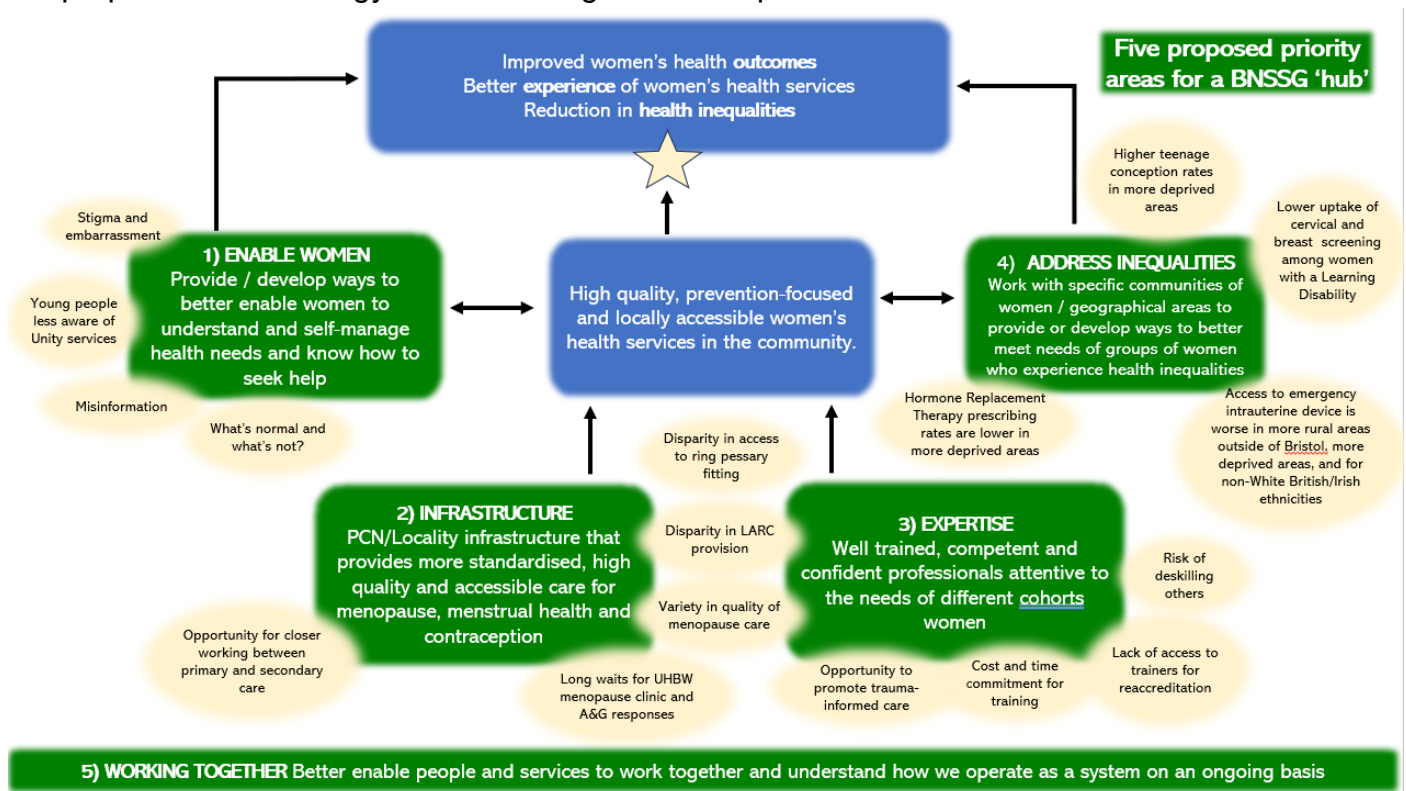 Improved women's health outcomes
Better experience of women's health services
Reduction in health inequalities
Five proposed priority
areas for a BNSSG 'hub'
Stigma and
embarrassment
Young people
less aware of
Unity services
Misinformation
What's normal and
what's not?
1) ENABLE WOMEN
Provide / develop ways to
better enable women to
understand and self-manage
health needs and know how to
seek help
High quality, prevention-focused
and locally accessible women's
health services in the community.
4) ADDRESS INEQUALITIES
Work with specific communities of
women / geographical areas to
provide or develop ways to better
meet needs of groups of women
who experience health inequalities
Higher teenage
conception rates
in more deprived
areas
Lower uptake of
cervical and
breast screening
among women
with a Learning
Disability
Hormone Replacement
Therapy prescribing
rates are lower in
more deprived areas
Access to emergency
intrauterine device is
worse in more rural areas
outside of Bristol, more
deprived areas, and for
non-White British/Irish
ethnicities
2) INFRASTRUCTURE
PCN/Locality infrastructure that
provides more standardised, high
quality and accessible care for
menopause, menstrual health and
contraception
Disparity in access
to ring pessary
fitting
Disparity in LARC
provision
Variety in quality of
menopause care
Opportunity for closer
working between
primary and secondary
care
Long waits for UHBW
menopause clinic and
A&G responses
3) EXPERTISE
Well trained, competent and
confident professionals attentive to
the needs of different cohorts
women
Risk of
deskilling
others
Opportunity to
promote trauma-
informed care
Cost and time
commitment for
training
Lack of access to
trainers for
reaccreditation
5) WORKING TOGETHER Better enable people and services to work together and understand how we operate as a system on an ongoing basis